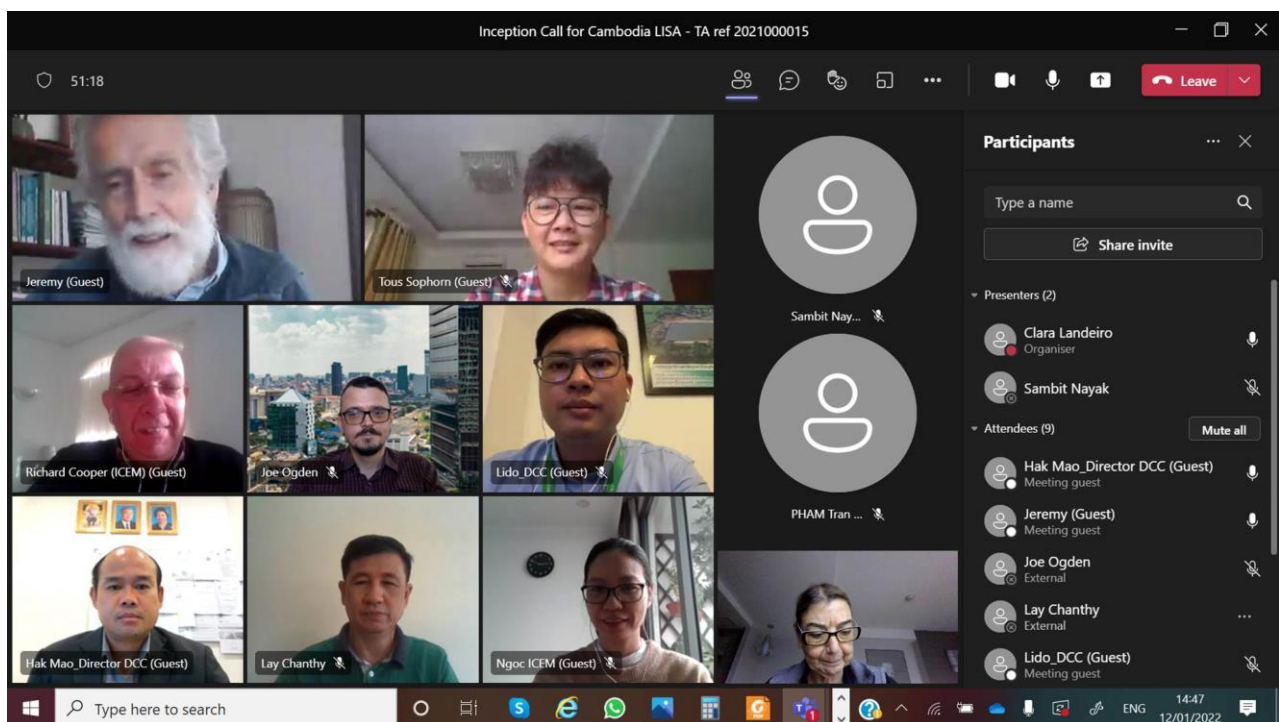 Inception Call for Cambodia LISA - TA ref 2021000015
51:18
Leave
Jeremy (Guest)
Tous Sophorn (Guest)
Richard Cooper (ICEM) (Guest)
Joe Ogden
Lido_DCC (Guest)
Hak Mao_Director DCC (Guest)
Lay Chanthy
Ngoc ICEM (Guest)
Sambit Nay...
PHAM Tran ...
Participants
Type a name
Share invite
Presenters (2)
Clara Landeiro
Organiser
Sambit Nayak
Attendees (9)
Mute all
Hak Mao_Director DCC (Guest)
Meeting guest
Jeremy (Guest)
Meeting guest
Joe Ogden
External
Lay Chanthy
External
Lido_DCC (Guest)
Meeting guest
Type here to search
ENG
14:47
12/01/2022